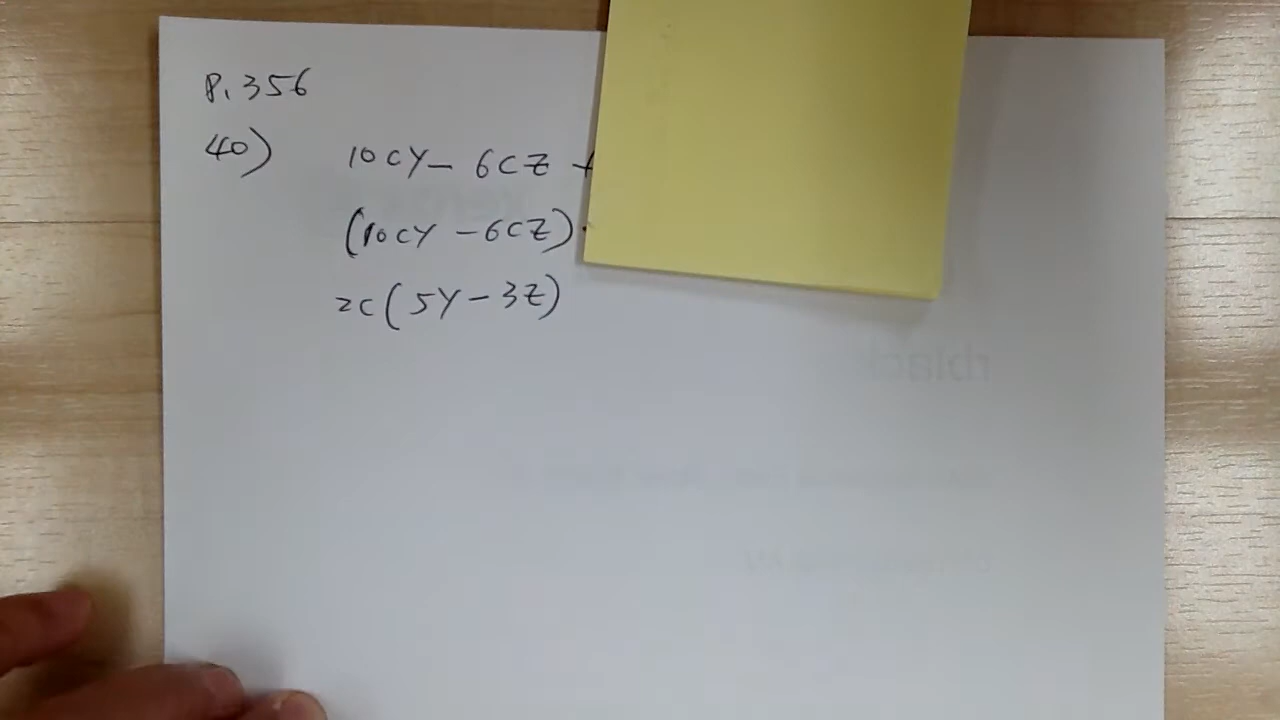 P. 356
40) 10cy - 6cz +
(10cy - 6cz)
2c(5y - 3z)